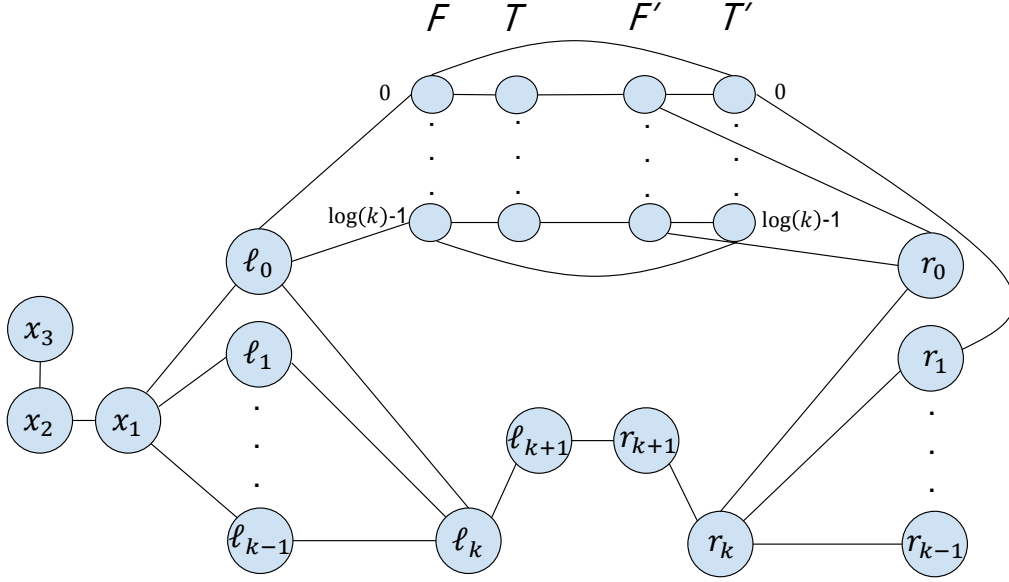 F T F′ T′
0 0
log(k)-1 log(k)-1
ℓ₀ r₀
x₃
ℓ₁ r₁
x₂ x₁
ℓₖ₊₁ rₖ₊₁
ℓₖ₋₁ ℓₖ rₖ rₖ₋₁